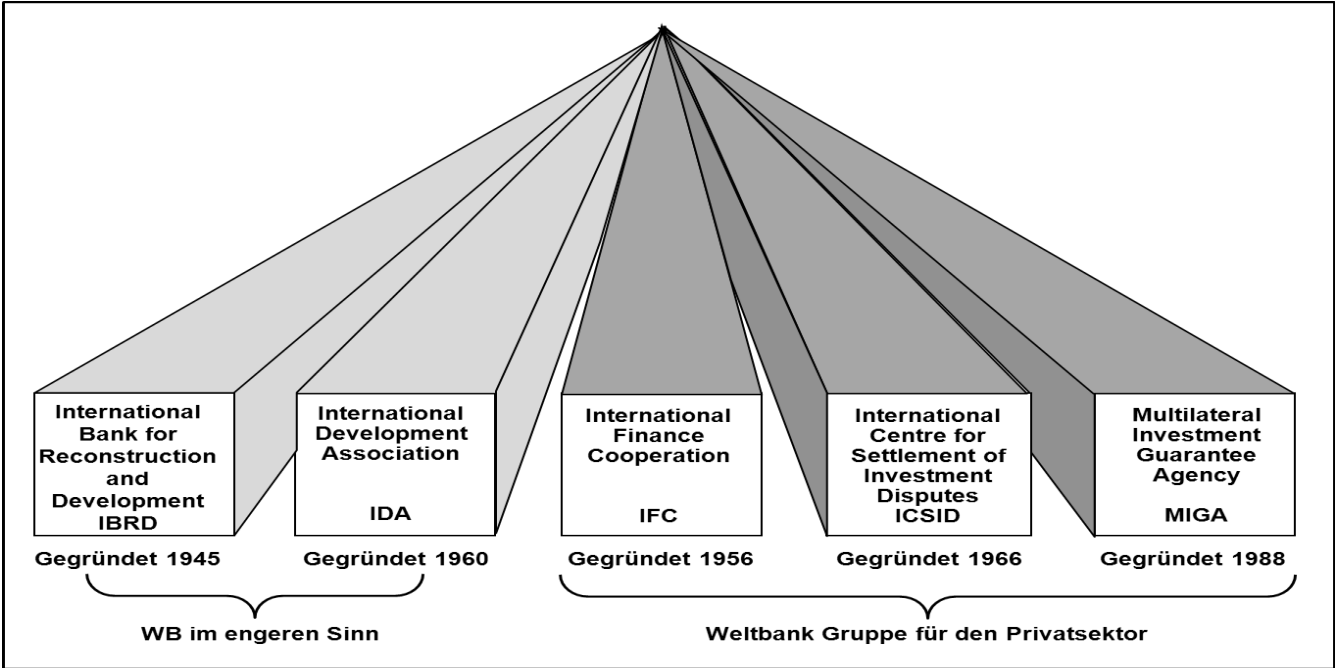 International
Bank for
Reconstruction
and
Development
IBRD
International
Development
Association
IDA
International
Finance
Cooperation
IFC
International
Centre for
Settlement of
Investment
Disputes
ICSID
Multilateral
Investment
Guarantee
Agency
MIGA
Gegründet 1945
Gegründet 1960
Gegründet 1956
Gegründet 1966
Gegründet 1988
WB im engeren Sinn
Weltbank Gruppe für den Privatsektor